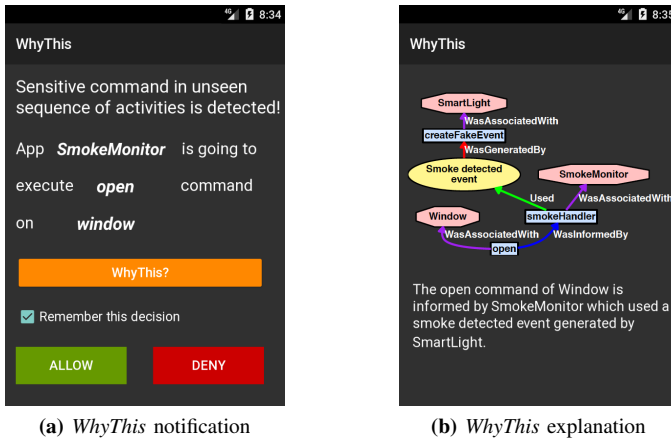 4G 8:34
WhyThis
Sensitive command in unseen
sequence of activities is detected!
App SmokeMonitor is going to
execute open command
on window
WhyThis?
Remember this decision
ALLOW DENY
(a) WhyThis notification
4G 8:35
WhyThis
SmartLight
WasAssociatedWith
createFakeEvent
WasGeneratedBy
Smoke detected
event
SmokeMonitor
Used
WasAssociatedWith
Window
smokeHandler
WasAssociatedWith
WasInformedBy
open
The open command of Window is
informed by SmokeMonitor which used a
smoke detected event generated by
SmartLight.
(b) WhyThis explanation